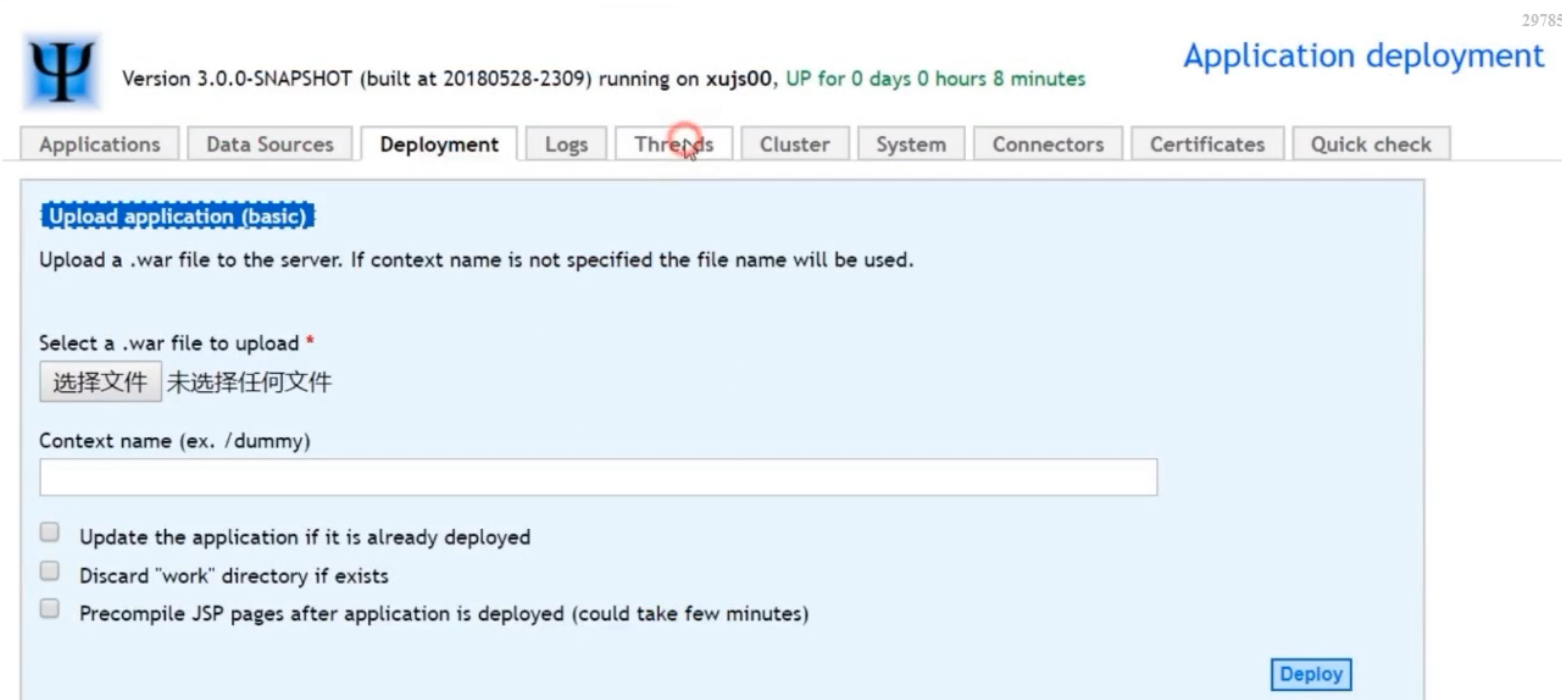 29785
Application deployment
Version 3.0.0-SNAPSHOT (built at 20180528-2309) running on xujs00, UP for 0 days 0 hours 8 minutes
Applications Data Sources Deployment Logs Threads Cluster System Connectors Certificates Quick check
Upload application (basic)
Upload a .war file to the server. If context name is not specified the file name will be used.
Select a .war file to upload *
选择文件 未选择任何文件
Context name (ex. /dummy)
Update the application if it is already deployed
Discard "work" directory if exists
Precompile JSP pages after application is deployed (could take few minutes)
Deploy